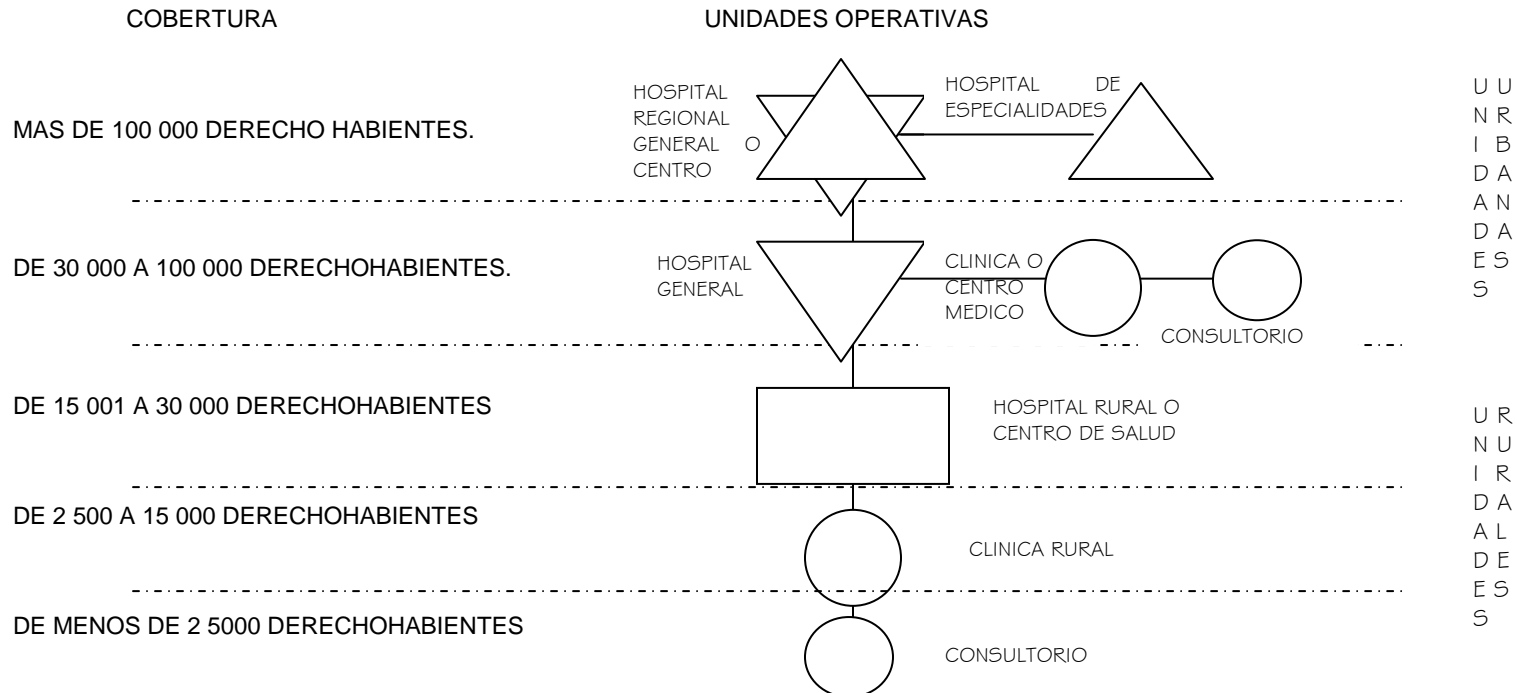 COBERTURA
UNIDADES OPERATIVAS
MAS DE 100 000 DERECHO HABIENTES.
HOSPITAL
REGIONAL
GENERAL O
CENTRO
HOSPITAL DE
ESPECIALIDADES
DE 30 000 A 100 000 DERECHOHABIENTES.
HOSPITAL
GENERAL
CLINICA O
CENTRO
MEDICO
CONSULTORIO
DE 15 001 A 30 000 DERECHOHABIENTES
HOSPITAL RURAL O
CENTRO DE SALUD
DE 2 500 A 15 000 DERECHOHABIENTES
CLINICA RURAL
DE MENOS DE 2 5000 DERECHOHABIENTES
CONSULTORIO
U U
N R
I B
D A
A N
D A
E S
S
U R
N U
I R
D A
A L
D E
E S
S